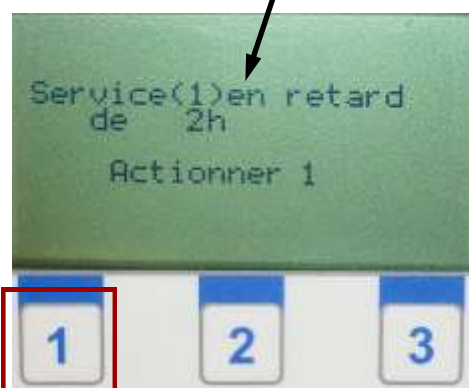 Service(1)en retard
de 2h
Actionner 1
1 2 3